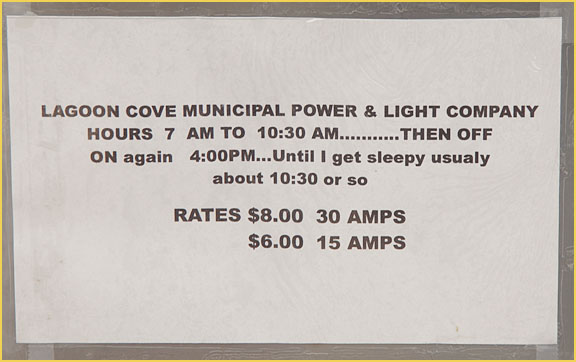 LAGOON COVE MUNICIPAL POWER & LIGHT COMPANY
HOURS 7 AM TO 10:30 AM...........THEN OFF
ON again 4:00PM...Until I get sleepy usualy
about 10:30 or so
RATES $8.00 30 AMPS
$6.00 15 AMPS